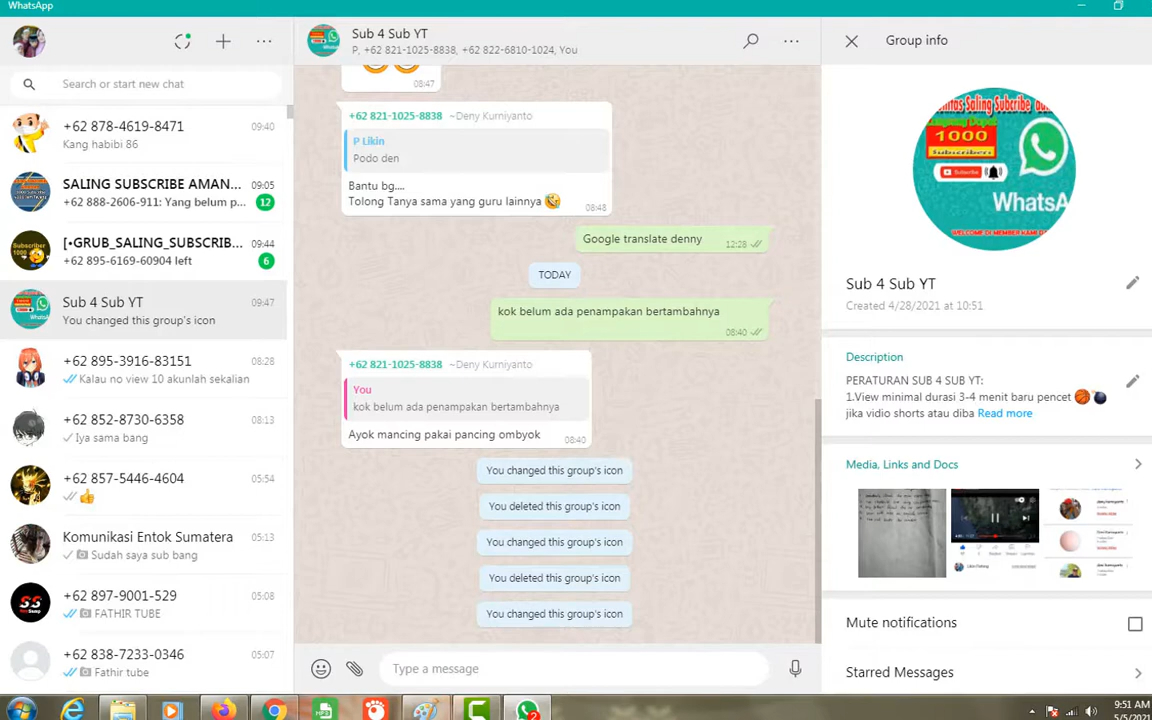 WhatsApp
Search or start new chat
+62 878-4619-8471
09:40
Kang habibi 86
SALING SUBSCRIBE AMAN...
09:05
+62 888-2606-911: Yang belum p...
12
[•GRUB_SALING_SUBSCRIB...
09:44
+62 895-6169-60904 left
6
Sub 4 Sub YT
09:47
You changed this group's icon
+62 895-3916-83151
08:28
Kalau no view 10 akunlah sekalian
+62 852-8730-6358
08:13
Iya sama bang
+62 857-5446-4604
05:54
Komunikasi Entok Sumatera
05:13
Sudah saya sub bang
+62 897-9001-529
05:08
FATHIR TUBE
+62 838-7233-0346
05:07
Fathir tube
Sub 4 Sub YT
P, +62 821-1025-8838, +62 822-6810-1024, You
08:47
+62 821-1025-8838 ~Deny Kurniyanto
P Likin
Podo den
Bantu bg....
Tolong Tanya sama yang guru lainnya
08:48
Google translate denny
12:28
TODAY
kok belum ada penampakan bertambahnya
08:40
+62 821-1025-8838 ~Deny Kurniyanto
You
kok belum ada penampakan bertambahnya
Ayok mancing pakai pancing ombyok
08:40
You changed this group's icon
You deleted this group's icon
You changed this group's icon
You deleted this group's icon
You changed this group's icon
Type a message
Group info
Saling Subcribe
1000
Subscribers
Subscribe
WhatsA
Sub 4 Sub YT
Created 4/28/2021 at 10:51
Description
PERATURAN SUB 4 SUB YT:
1.View minimal durasi 3-4 menit baru pencet
jika vidio shorts atau diba Read more
Media, Links and Docs
Mute notifications
Starred Messages
9:51 AM
5/5/2021